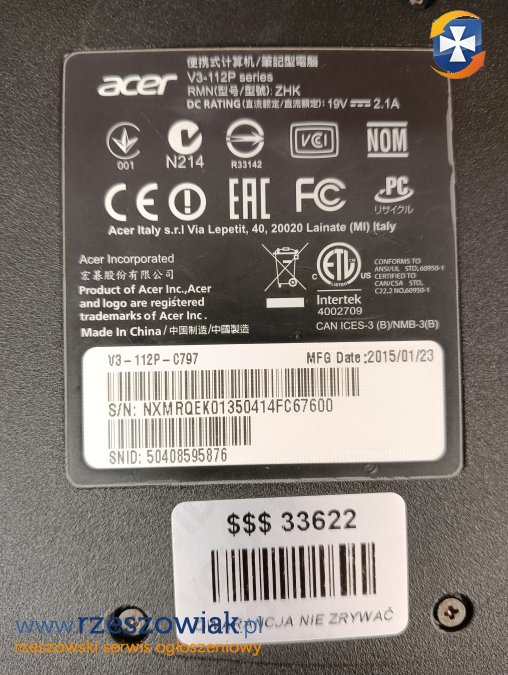 acer
便携式计算机/筆記型電腦
V3-112P series
RMN(型号/型號): ZHK
DC RATING(直流额定/直流額定): 19V 2.1A
001
N214
R33142
VCI
NOM
CE
EAC
FC
PC
リサイクル
Acer Italy s.r.l Via Lepetit, 40, 20020 Lainate (MI) Italy
Acer Incorporated
宏碁股份有限公司
Product of Acer Inc.,Acer
and logo are registered
trademarks of Acer Inc.
Made In China/中国制造/中國製造
C ETL US
Intertek
4002709
CONFORMS TO
ANSI/UL STD.60950-1
CERTIFIED TO
CAN/CSA STD.
C22.2 NO.60950-1
CAN ICES-3 (B)/NMB-3(B)
V3-112P-C797
MFG Date:2015/01/23
S/N: NXMRQEK01350414FC67600
SNID: 50408595876
$$$ 33622
NIE ZRYWAĆ
www.rzeszowiak.pl
rzeszowski serwis ogłoszeniowy